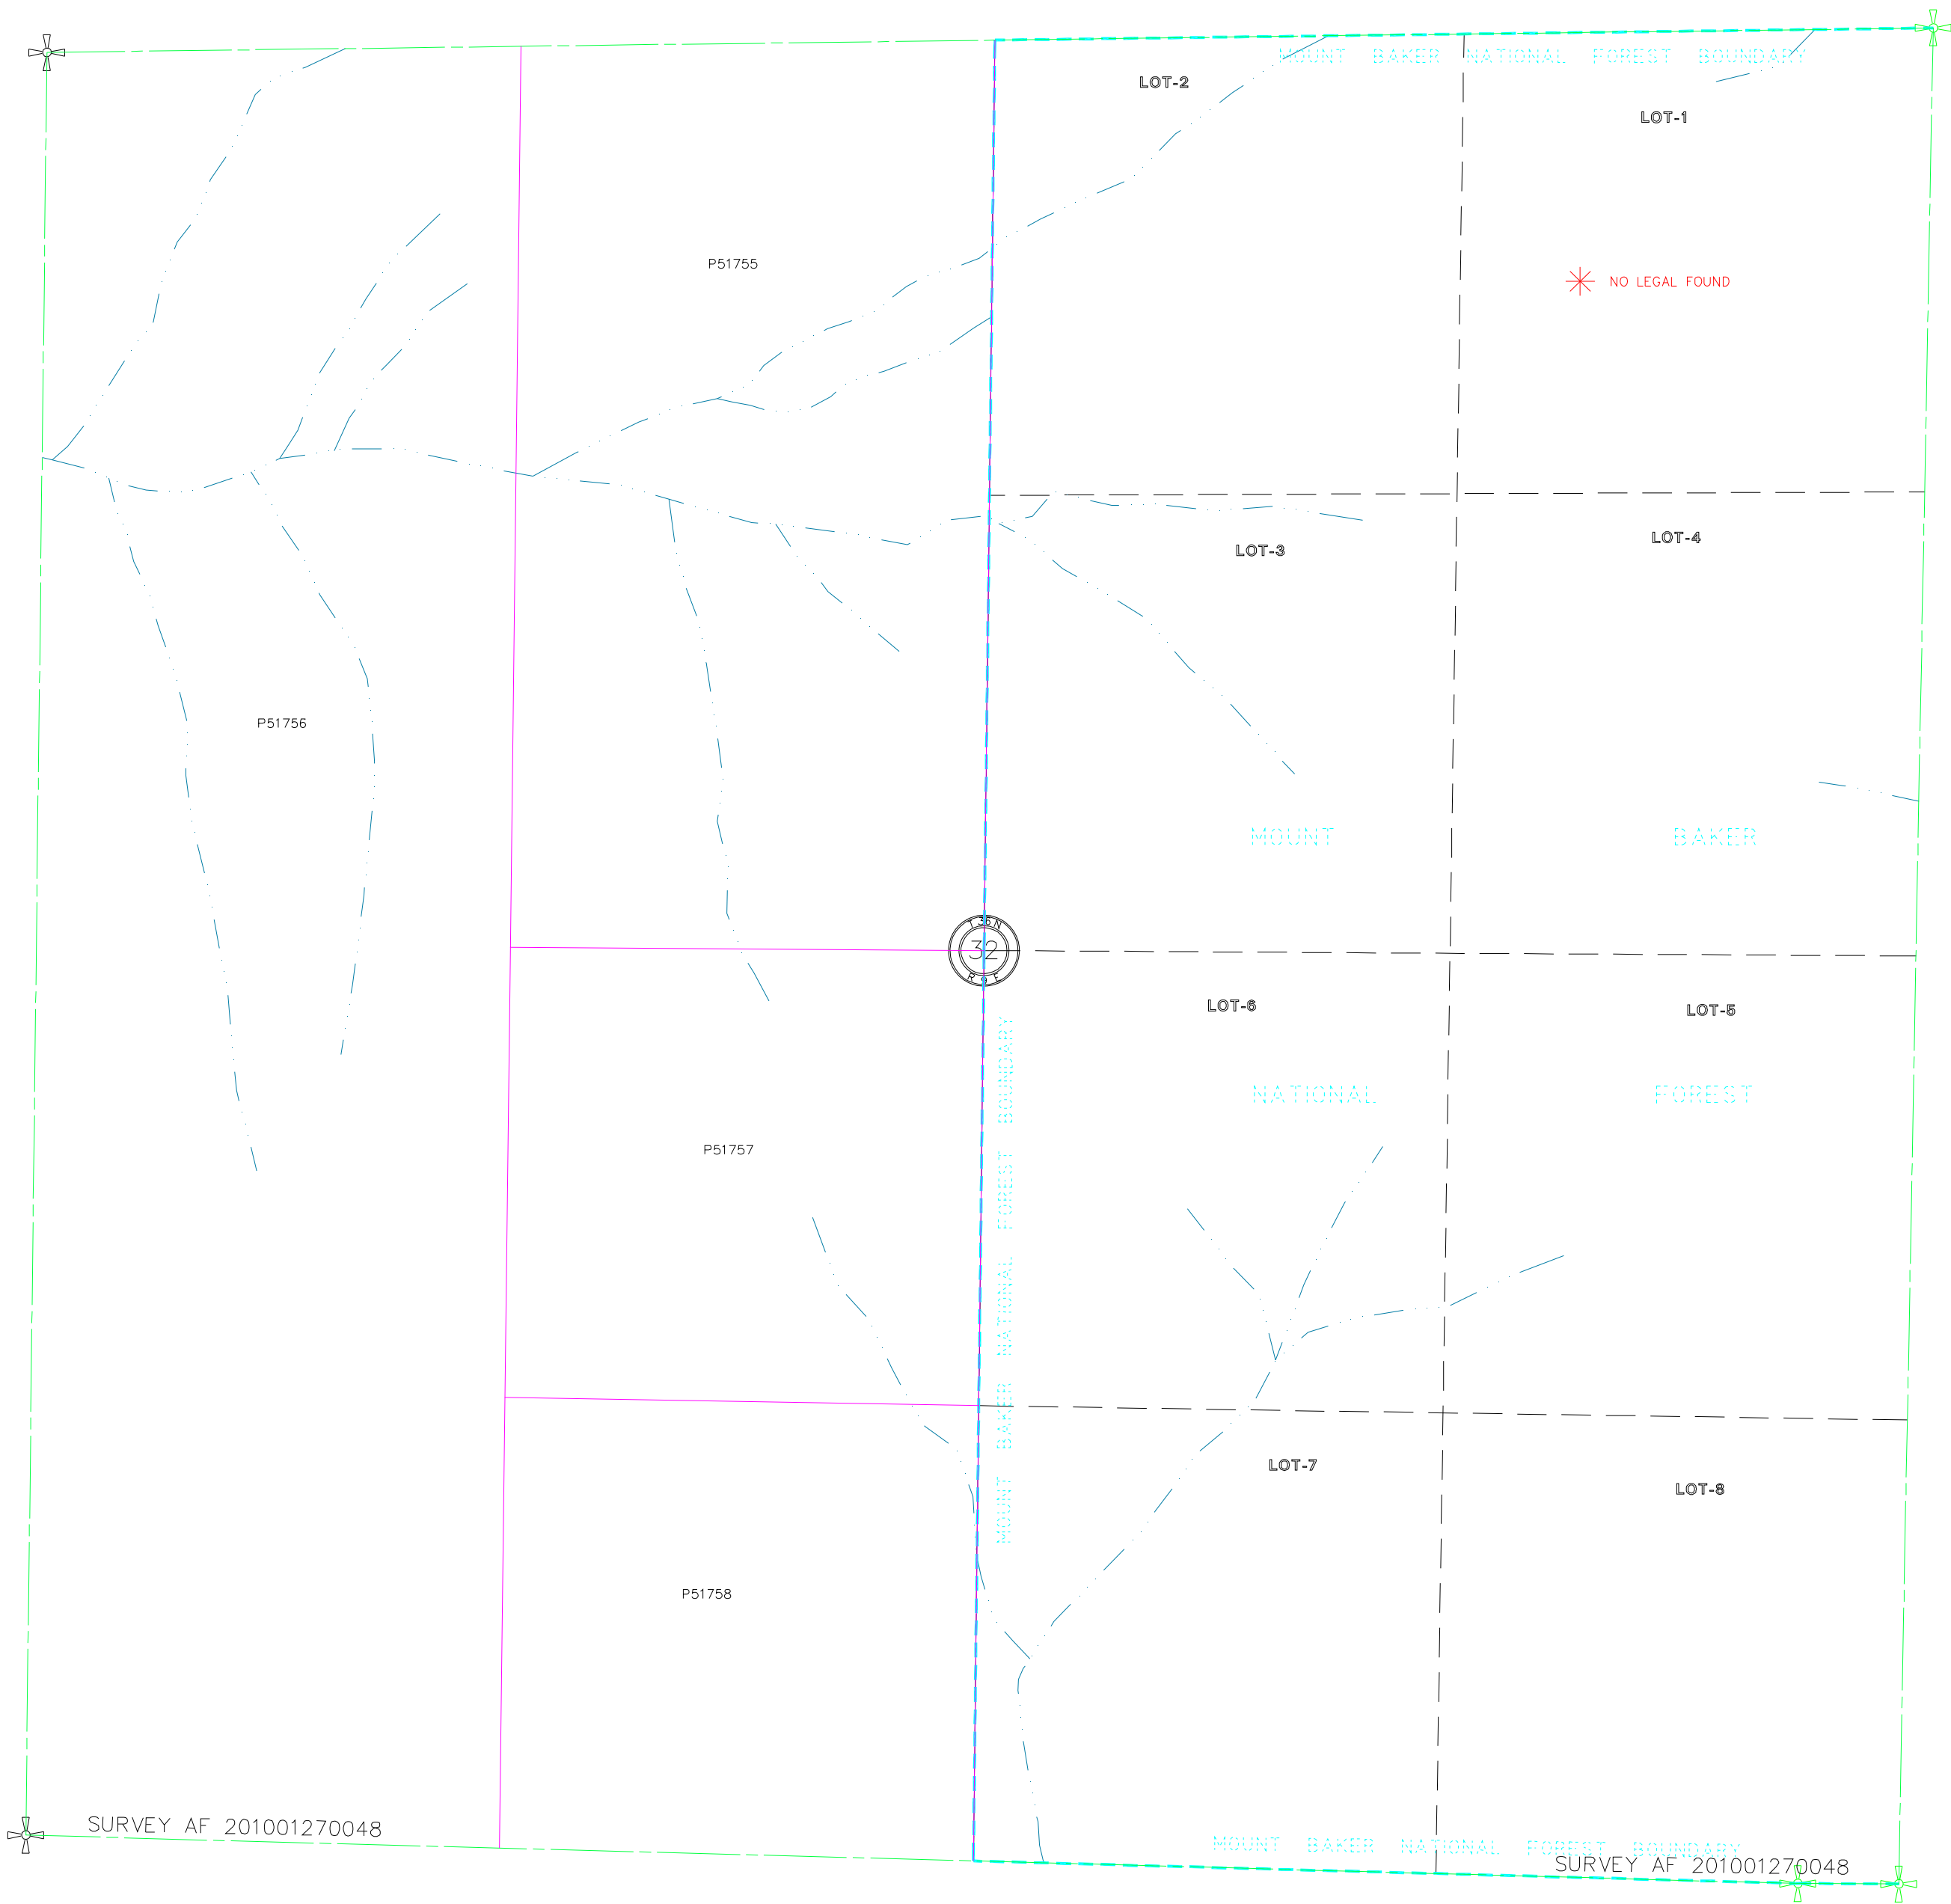 MOUNT BAKER NATIONAL FOREST BOUNDARY
LOT-2
LOT-1
P51755
NO LEGAL FOUND
LOT-3
LOT-4
P51756
MOUNT BAKER
T 36 N
32
R 9 E
LOT-6
LOT-5
NATIONAL FOREST
MOUNT BAKER NATIONAL FOREST BOUNDARY
P51757
LOT-7
LOT-8
P51758
SURVEY AF 201001270048
MOUNT BAKER NATIONAL FOREST BOUNDARY
SURVEY AF 201001270048